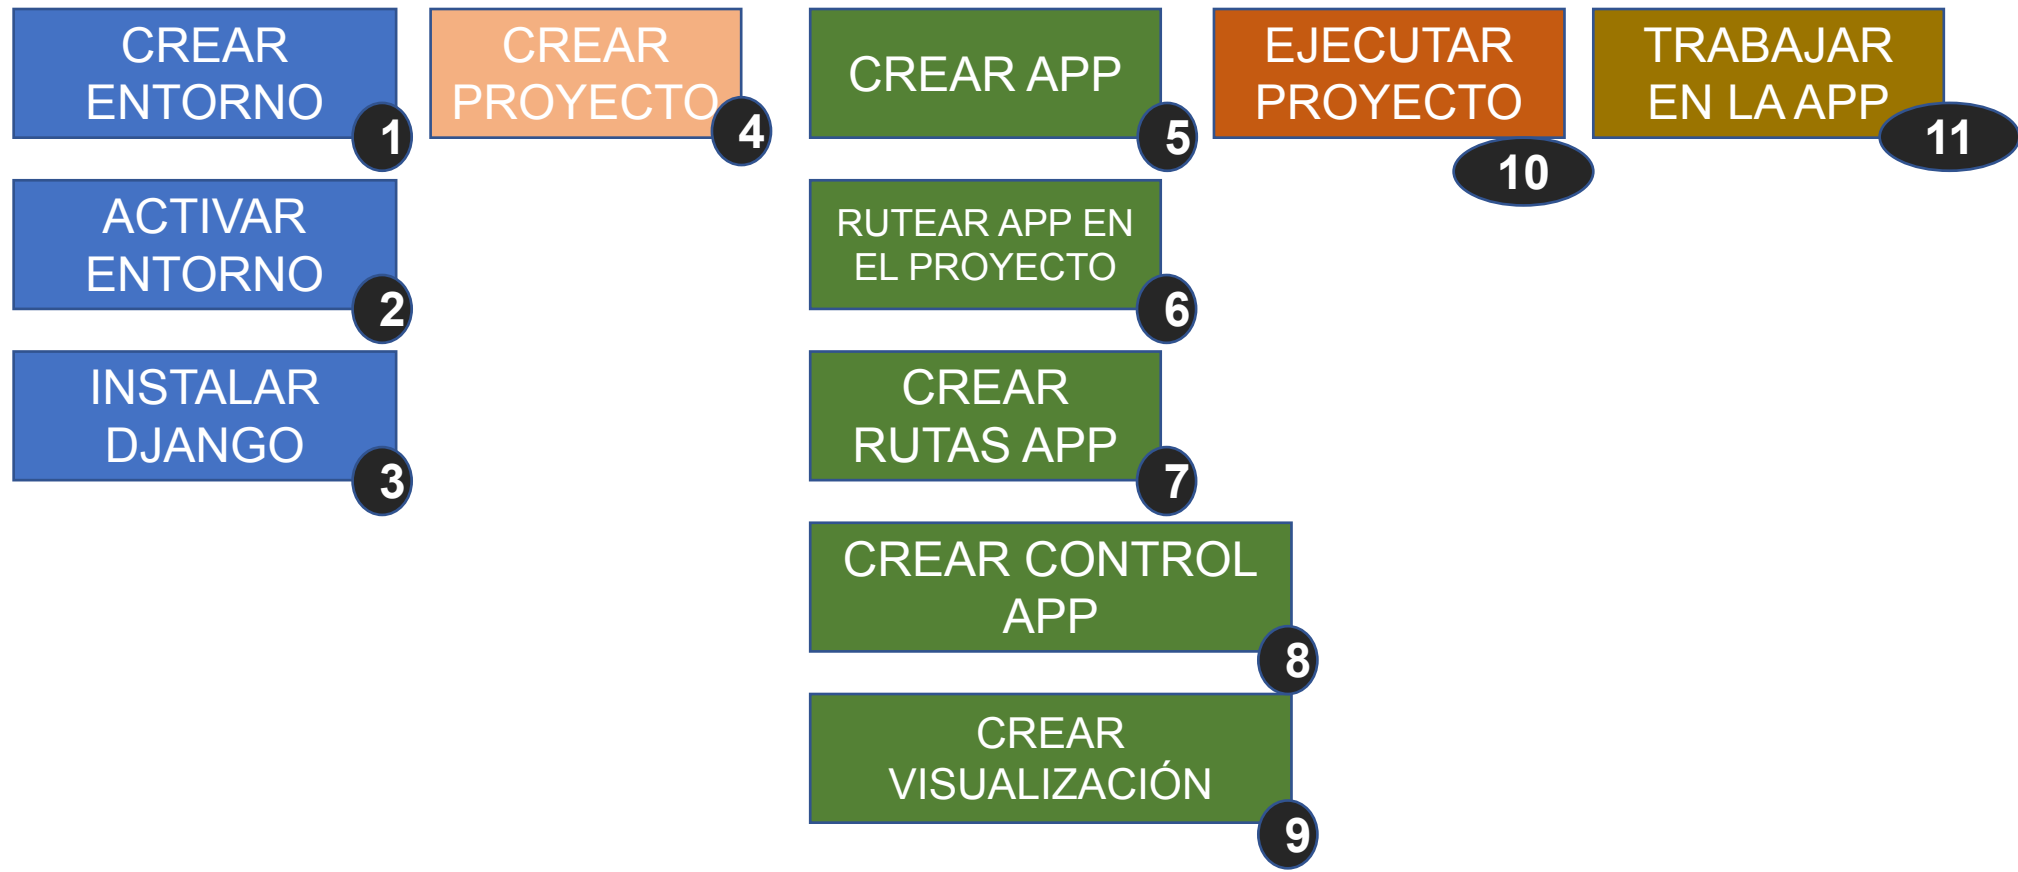 CREAR
ENTORNO
1
ACTIVAR
ENTORNO
2
INSTALAR
DJANGO
3
CREAR
PROYECTO
4
CREAR APP
5
RUTEAR APP EN
EL PROYECTO
6
CREAR
RUTAS APP
7
CREAR CONTROL
APP
8
CREAR
VISUALIZACIÓN
9
EJECUTAR
PROYECTO
10
TRABAJAR
EN LA APP
11